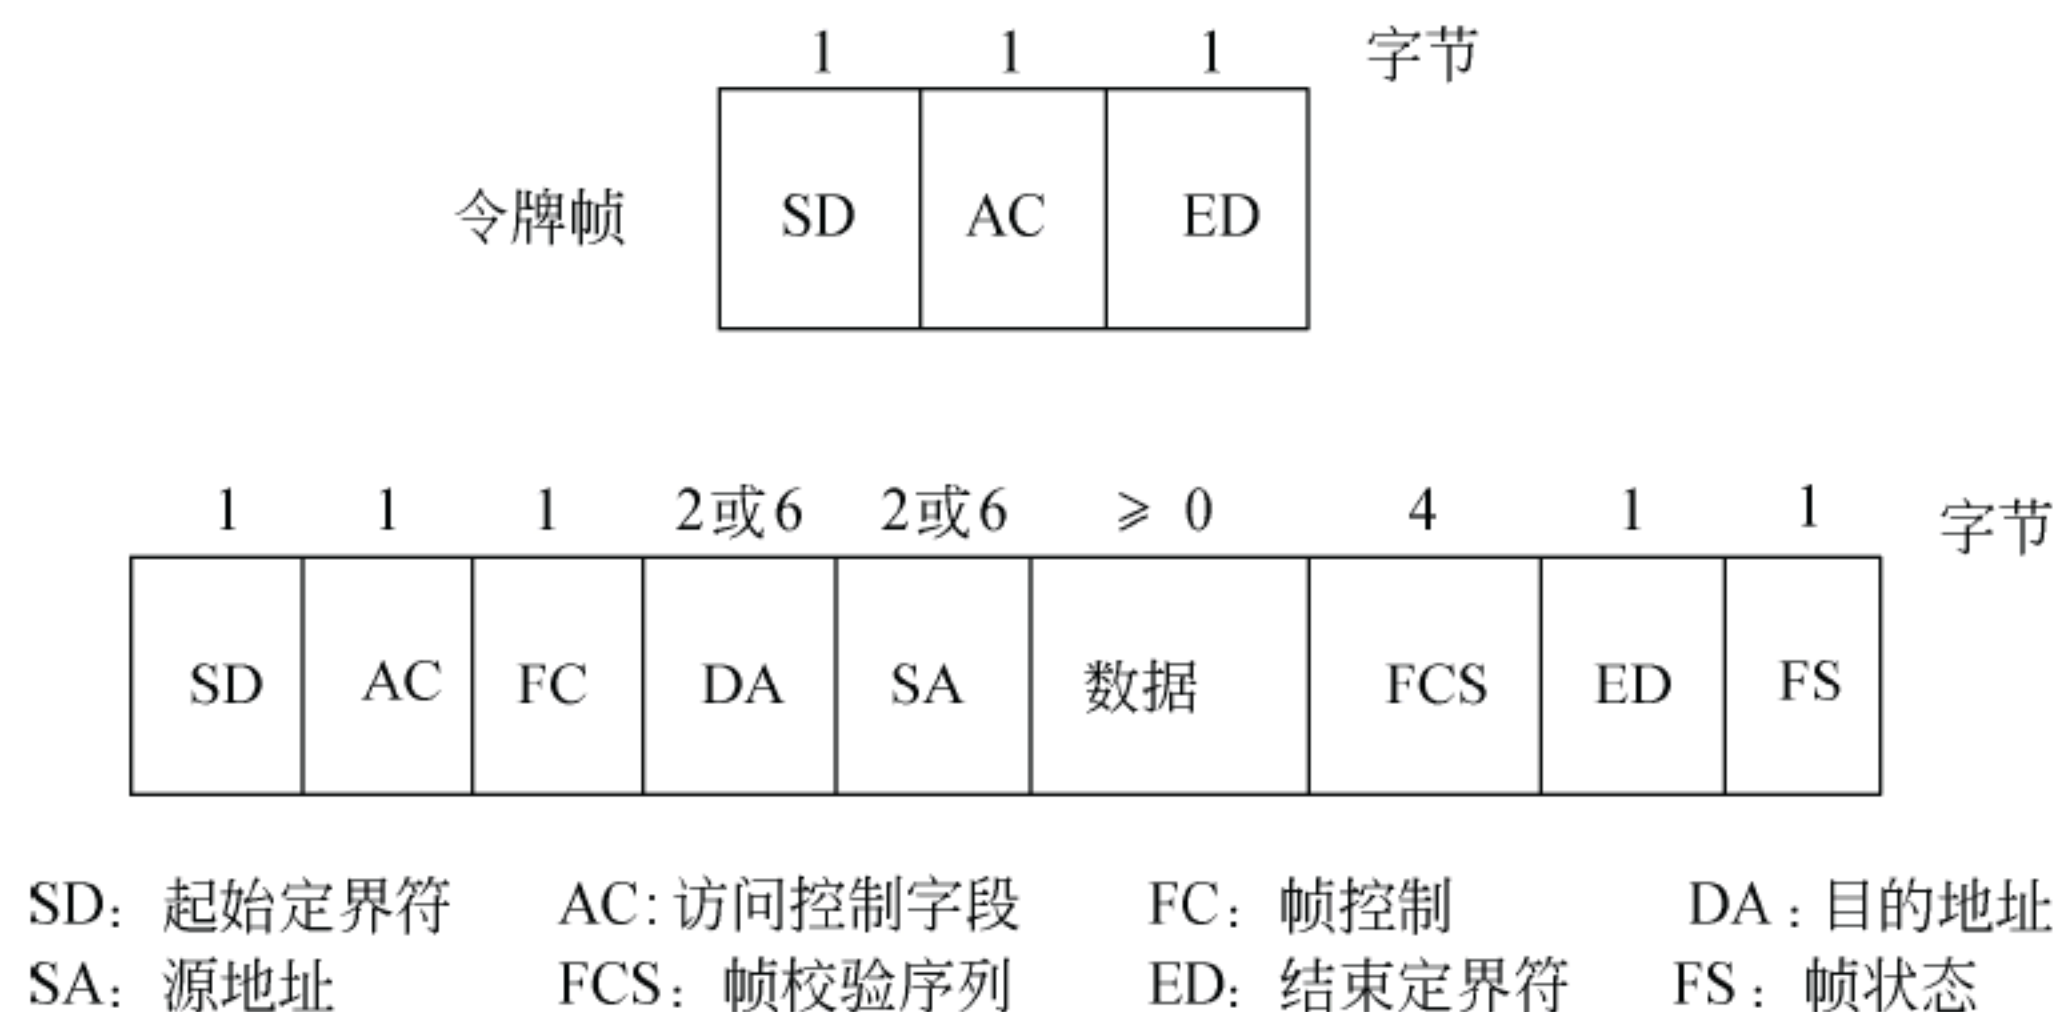 1 1 1 字节
令牌帧 SD AC ED
1 1 1 2或6 2或6 ⩾ 0 4 1 1 字节
SD AC FC DA SA 数据 FCS ED FS
SD：起始定界符 AC：访问控制字段 FC：帧控制 DA：目的地址
SA：源地址 FCS：帧校验序列 ED：结束定界符 FS：帧状态